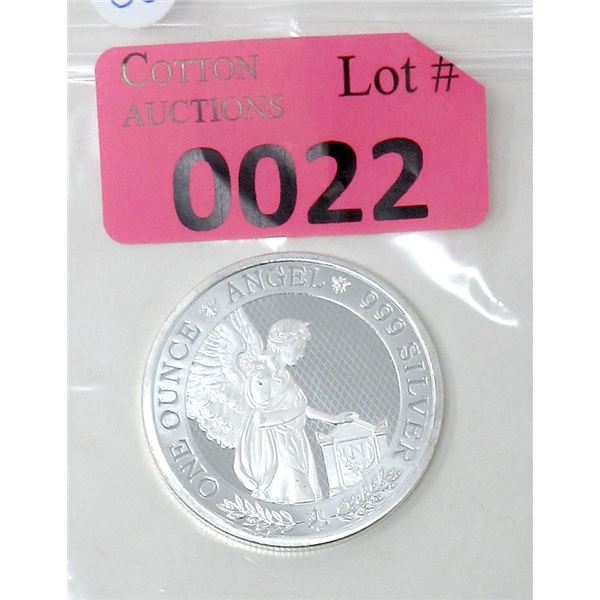 COTTON
AUCTIONS
Lot #
0022
ONE OUNCE ANGEL 999 SILVER